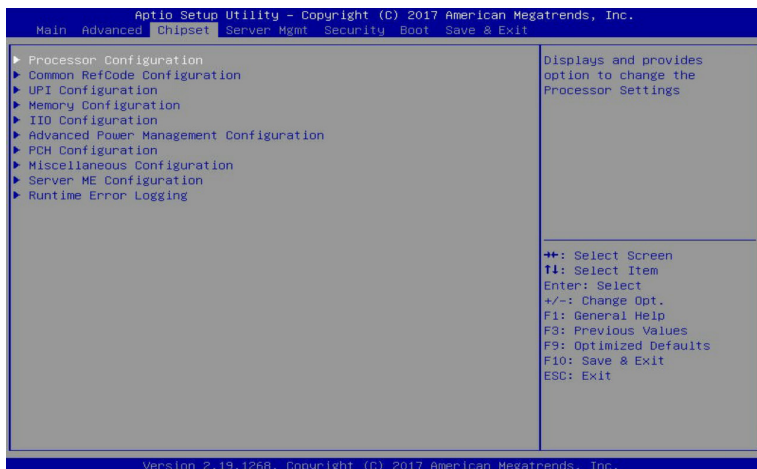 Aptio Setup Utility – Copyright (C) 2017 American Megatrends, Inc.
Main Advanced Chipset Server Mgmt Security Boot Save & Exit
▶ Processor Configuration
▶ Common RefCode Configuration
▶ UPI Configuration
▶ Memory Configuration
▶ IIO Configuration
▶ Advanced Power Management Configuration
▶ PCH Configuration
▶ Miscellaneous Configuration
▶ Server ME Configuration
▶ Runtime Error Logging
Displays and provides
option to change the
Processor Settings
→←: Select Screen
↑↓: Select Item
Enter: Select
+/-: Change Opt.
F1: General Help
F3: Previous Values
F9: Optimized Defaults
F10: Save & Exit
ESC: Exit
Version 2.19.1268. Copyright (C) 2017 American Megatrends, Inc.